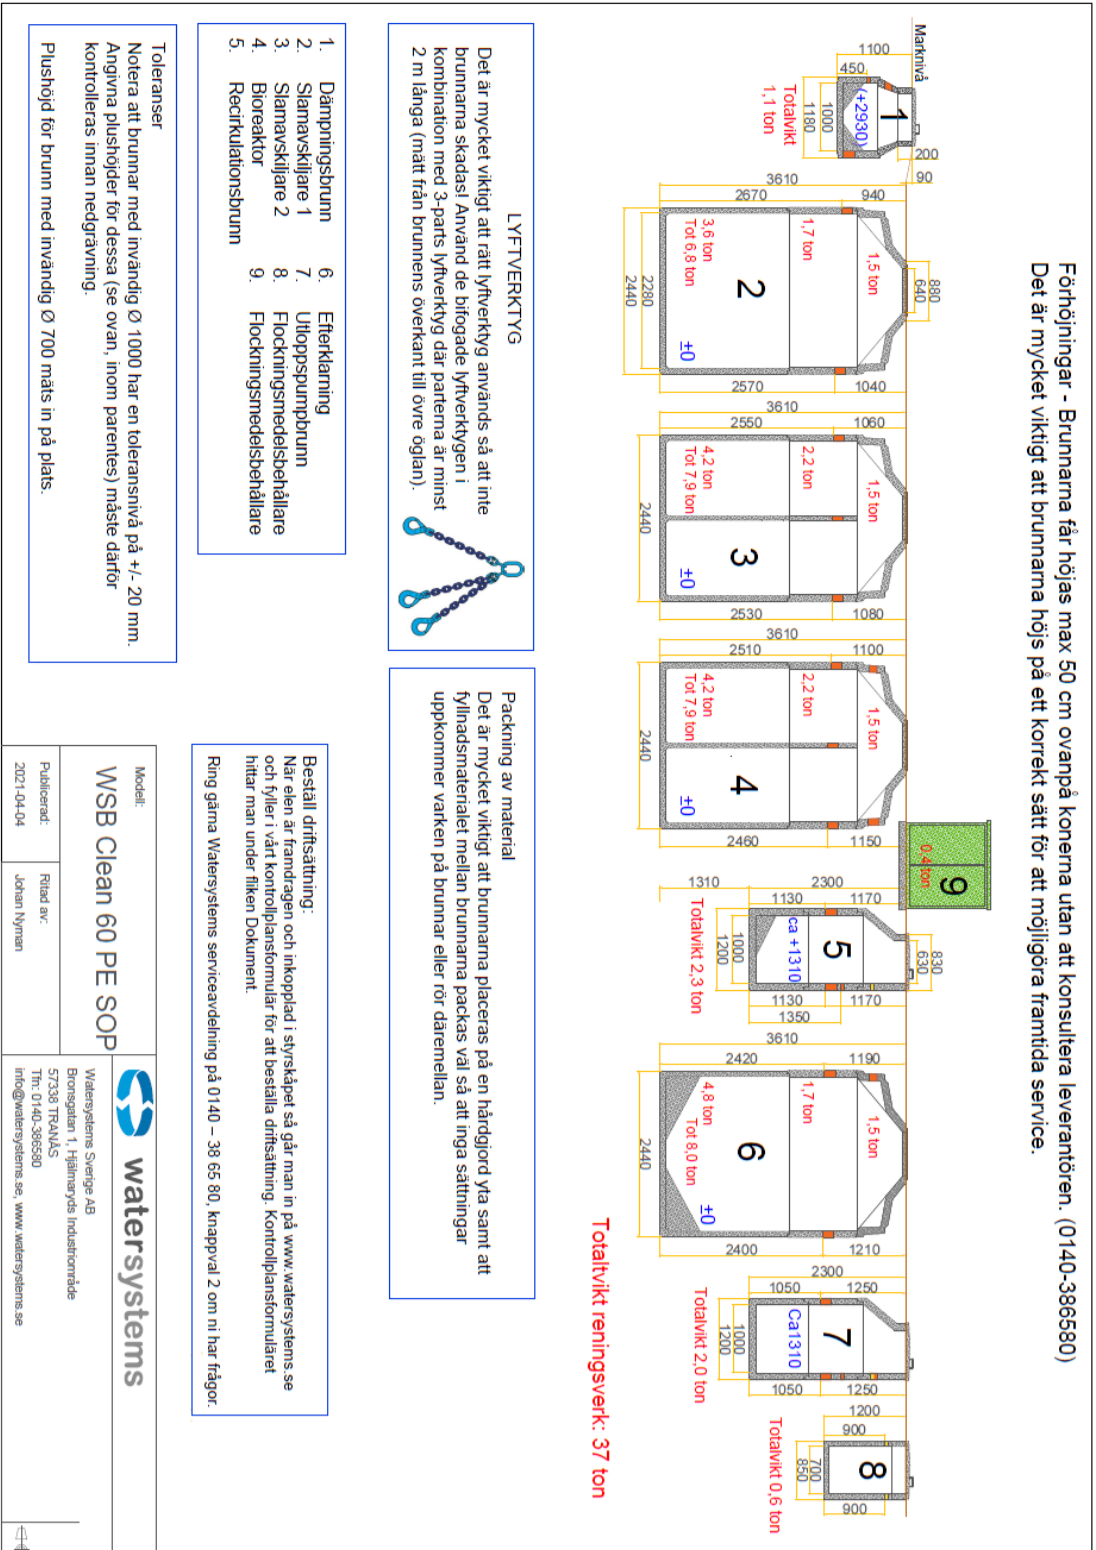 Förhöjningar - Brunnarna får höjas max 50 cm ovanpå konerna utan att konsultera leverantören. (0140-386580)
Det är mycket viktigt att brunnarna höjs på ett korrekt sätt för att möjligöra framtida service.
Marknivå
1100
450
(+2930)
1
200
90
1000
1180
Totalvikt
1,1 ton
3610
2670
940
880
640
1,5 ton
1,7 ton
2
3,6 ton
Tot 6,8 ton
±0
2280
2440
2570
1040
3610
2550
1060
1,5 ton
2,2 ton
4,2 ton
Tot 7,9 ton
3
±0
2440
2530
1080
3610
2510
1100
1,5 ton
2,2 ton
4,2 ton
Tot 7,9 ton
4
±0
2440
2460
1150
9
0,4 ton
1310
2300
1130
1170
830
630
5
ca +1310
1000
1200
Totalvikt 2,3 ton
1130
1170
1350
3610
2420
1190
1,5 ton
1,7 ton
6
4,8 ton
Tot 8,0 ton
±0
2440
2400
1210
2300
1050
1250
7
Ca1310
1000
1200
Totalvikt 2,0 ton
1050
1250
1200
900
8
700
850
Totalvikt 0,6 ton
900
Totaltvikt reningsverk: 37 ton
LYFTVERKTYG
Det är mycket viktigt att rätt lyftverktyg används så att inte
brunnarna skadas! Använd de bifogade lyftverktygen i
kombination med 3-parts lyftverktyg där parterna är minst
2 m långa (mätt från brunnens överkant till övre öglan).
Packning av material
Det är mycket viktigt att brunnarna placeras på en hårdgjord yta samt att
fyllnadsmaterialet mellan brunnarna packas väl så att inga sättningar
uppkommer varken på brunnar eller rör däremellan.
1. Dämpningsbrunn
2. Slamavskiljare 1
3. Slamavskiljare 2
4. Bioreaktor
5. Recirkulationsbrunn
6. Efterklarning
7. Utloppspumpbrunn
8. Flockningsmedelsbehållare
9. Flockningsmedelsbehållare
Beställ driftsättning:
När elen är framdragen och inkopplad i styrskåpet så går man in på www.watersystems.se
och fyller i vårt kontrollplansformulär för att beställa driftsättning. Kontrollplansformuläret
hittar man under fliken Dokument.
Ring gärna Watersystems serviceavdelning på 0140 – 38 65 80, knappval 2 om ni har frågor.
Toleranser
Notera att brunnar med invändig Ø 1000 har en toleransnivå på +/- 20 mm.
Angivna plushöjder för dessa (se ovan, inom parentes) måste därför
kontrolleras innan nedgrävning.
Plushöjd för brunn med invändig Ø 700 mäts in på plats.
Modell:
WSB Clean 60 PE SOP
Publicerad:
2021-04-04
Ritad av:
Johan Nyman
watersystems
Watersystems Sverige AB
Bronsgatan 1, Hjälmaryds Industriområde
57338 TRANÅS
Tfn: 0140-386580
info@watersystems.se, www.watersystems.se